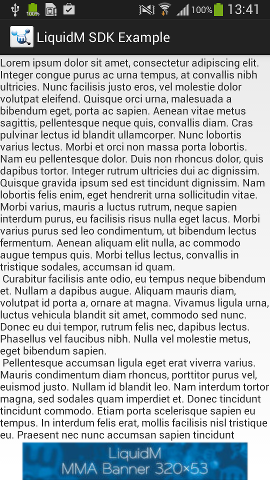 100%
13:41
LiquidM SDK Example
Lorem ipsum dolor sit amet, consectetur adipiscing elit.
Integer congue purus ac urna tempus, at convallis nibh
ultricies. Nunc facilisis justo eros, vel molestie dolor
volutpat eleifend. Quisque orci urna, malesuada a
bibendum eget, porta ac sapien. Aenean vitae metus
sagittis, pellentesque neque quis, convallis diam. Cras
pulvinar lectus id blandit ullamcorper. Nunc lobortis
varius lectus. Morbi et orci non massa porta lobortis.
Nam eu pellentesque dolor. Duis non rhoncus dolor, quis
dapibus tortor. Integer rutrum ultricies dui ac dignissim.
Quisque gravida ipsum sed est tincidunt dignissim. Nam
lobortis felis enim, eget hendrerit urna sollicitudin vitae.
Morbi varius, mauris a luctus rutrum, neque sapien
interdum purus, eu facilisis risus nulla eget lacus. Morbi
varius purus sed leo condimentum, ut bibendum lectus
fermentum. Aenean aliquam elit nulla, ac commodo
augue tempus quis. Morbi tellus lectus, convallis in
tristique sodales, accumsan id quam.
Curabitur facilisis ante odio, eu tempus neque bibendum
et. Nullam a dapibus augue. Aliquam mauris diam,
volutpat id porta a, ornare at magna. Vivamus ligula urna,
luctus vehicula blandit sit amet, commodo sed nunc.
Donec eu dui tempor, rutrum felis nec, dapibus lectus.
Phasellus vel faucibus nibh. Nulla vel molestie metus,
eget bibendum sapien.
Pellentesque accumsan ligula eget erat viverra varius.
Mauris condimentum diam rhoncus, porttitor purus vel,
euismod justo. Nullam id blandit leo. Nam interdum tortor
magna, sed sodales quam imperdiet et. Donec tincidunt
tincidunt commodo. Etiam porta scelerisque sapien eu
tempus. In interdum felis erat, mollis facilisis nisl tristique
eu. Praesent nec nunc accumsan sapien tincidunt
LiquidM
MMA Banner 320×53